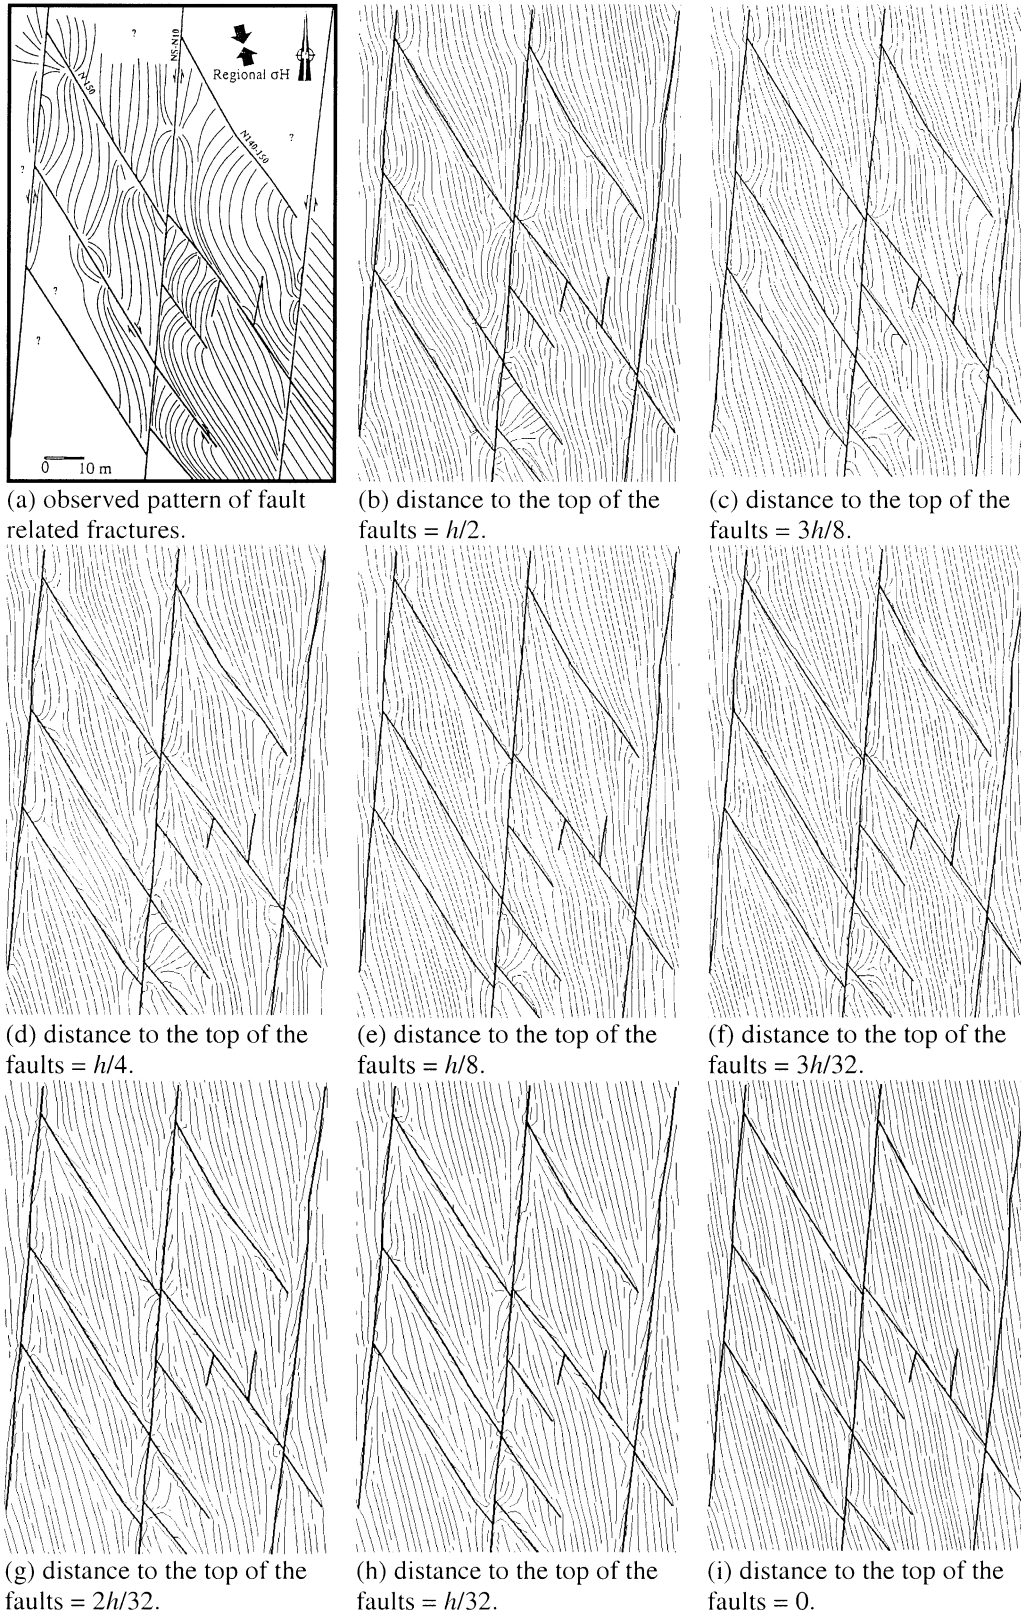 ?
N5-N10
Regional σH
N-150
N140-150
?
?
?
?
0 10 m
(a) observed pattern of fault
related fractures.
(b) distance to the top of the
faults = h/2.
(c) distance to the top of the
faults = 3h/8.
(d) distance to the top of the
faults = h/4.
(e) distance to the top of the
faults = h/8.
(f) distance to the top of the
faults = 3h/32.
(g) distance to the top of the
faults = 2h/32.
(h) distance to the top of the
faults = h/32.
(i) distance to the top of the
faults = 0.